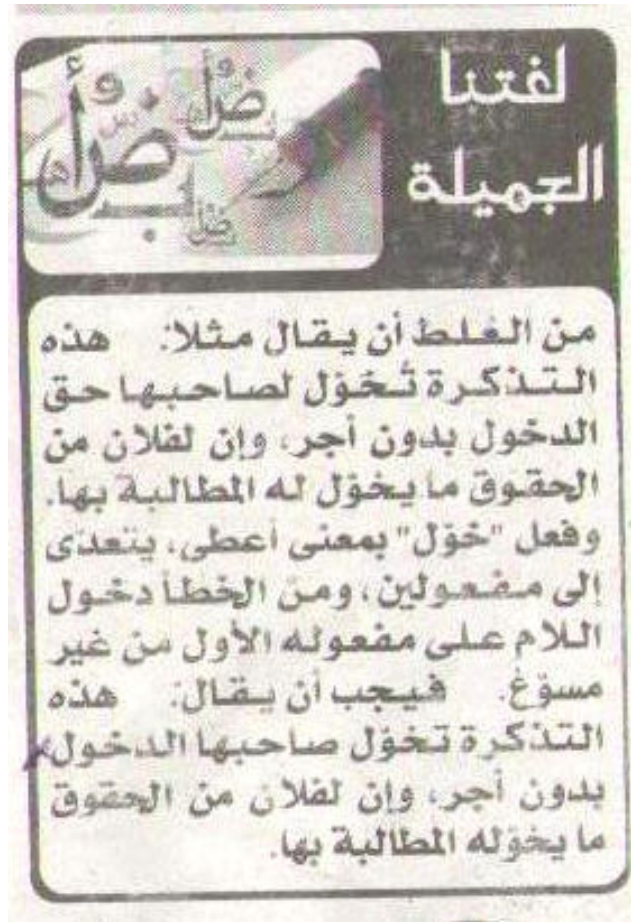 لغتنا
الجميلة
من الغلط أن يقال مثلا: هذه
التذكرة تُخوّل لصاحبها حق
الدخول بدون أجر، وإن لفلان من
الحقوق ما يخوّل له المطالبة بها.
وفعل "خوّل" بمعنى أعطى، يتعدّى
إلى مفعولين، ومن الخطأ دخول
اللام على مفعوله الأول من غير
مسوّغ. فيجب أن يقال: هذه
التذكرة تخوّل صاحبها الدخول
بدون أجر، وإن لفلان من الحقوق
ما يخوّله المطالبة بها.